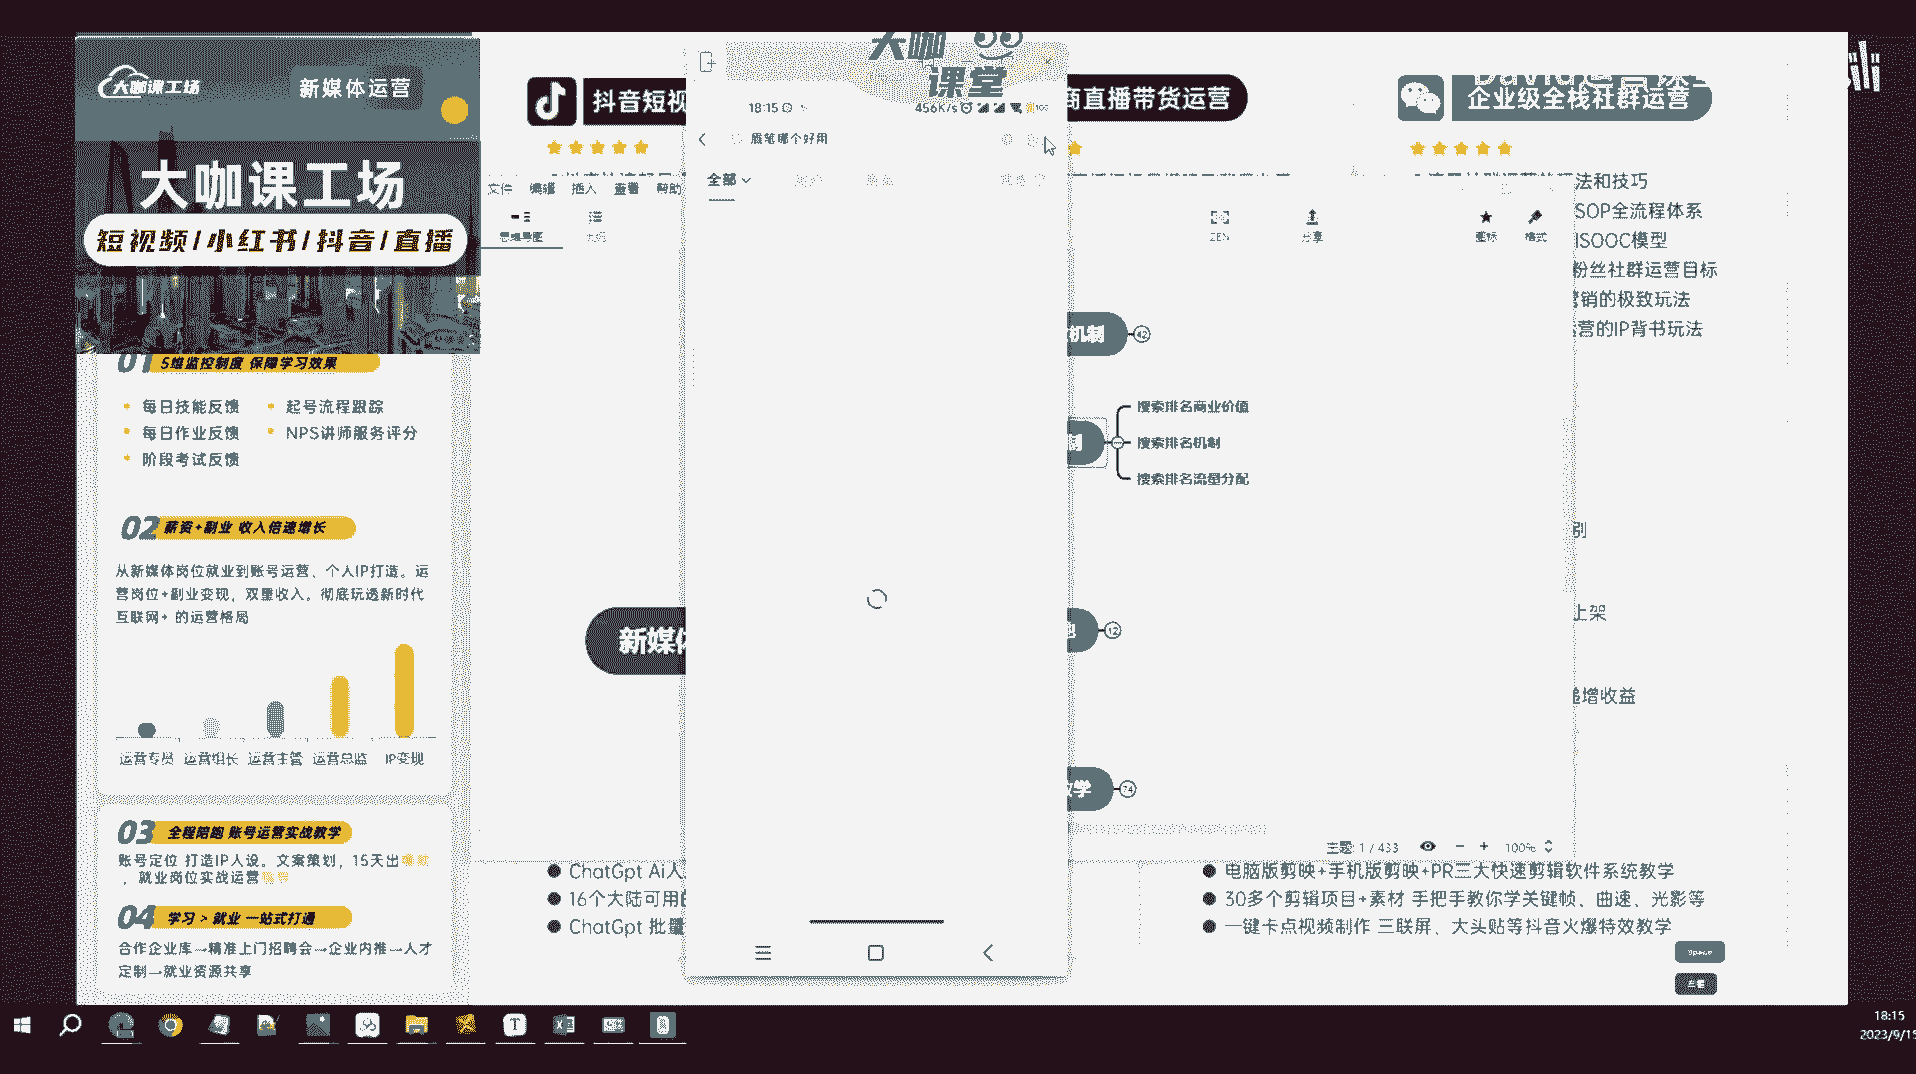 大咖课工场
新媒体运营
大咖课工场
短视频/小红书/抖音/直播
01 5维监控制度 保障学习效果
每日技能反馈
起号流程跟踪
每日作业反馈
NPS讲师服务评分
阶段考试反馈
02 薪资+副业 收入倍速增长
从新媒体岗位就业到账号运营、个人IP打造。运
营岗位+副业变现，双重收入。彻底玩透新时代
互联网+ 的运营格局
运营专员 运营组长 运营主管 运营总监 IP变现
03 全程陪跑 账号运营实战教学
账号定位 打造IP人设。文案策划，15天出
，就业岗位实战运营
04 学习 > 就业 一站式打通
合作企业库→精准上门招聘会→企业内推→人才
定制→就业资源共享
抖音短视
文件 编辑 插入 查看 帮助
思维导图
新媒体
ChatGpt Ai人
16个大陆可用的
ChatGpt 批量
大咖
课堂
18:15
456K/s
眉笔哪个好用
全部
商直播带货运营
ZEN
分享
图标
格式
机制
42
搜索排名商业价值
搜索排名机制
搜索排名流量分配
12
学
74
主题: 1 / 433
100%
David运营课
企业级全栈社群运营
法和技巧
SOP全流程体系
ISOOC模型
粉丝社群运营目标
营销的极致玩法
运营的IP背书玩法
别
上架
递增收益
电脑版剪映+手机版剪映+PR三大快速剪辑软件系统教学
30多个剪辑项目+素材 手把手教你学关键帧、曲速、光影等
一键卡点视频制作 三联屏、大头贴等抖音火爆特效教学
18:15
2023/9/15